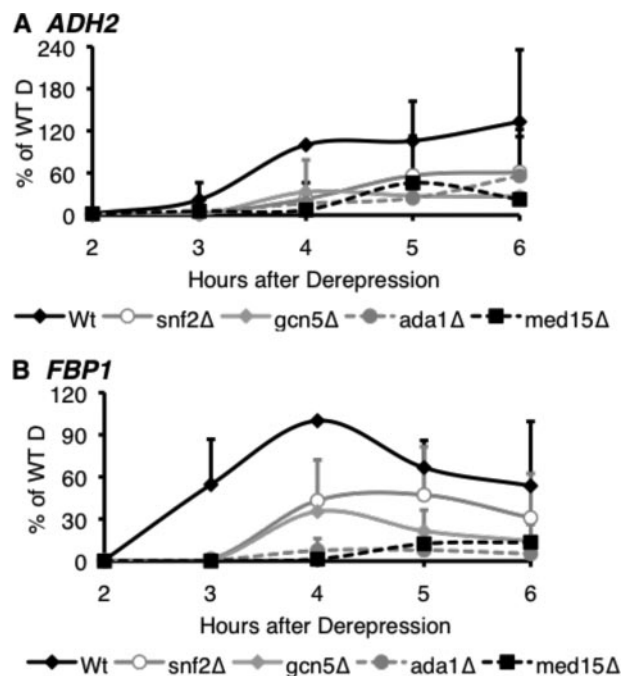 A ADH2
240
180
120
60
0
% of WT D
2 3 4 5 6
Hours after Derepression
Wt snf2Δ gcn5Δ ada1Δ med15Δ
B FBP1
120
90
60
30
0
% of WT D
2 3 4 5 6
Hours after Derepression
Wt snf2Δ gcn5Δ ada1Δ med15Δ